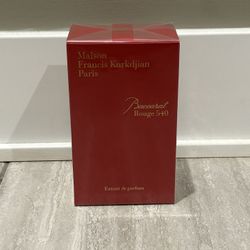 Maison
Francis Kurkdjian
Paris
Baccarat
Rouge 540
Extrait de parfum